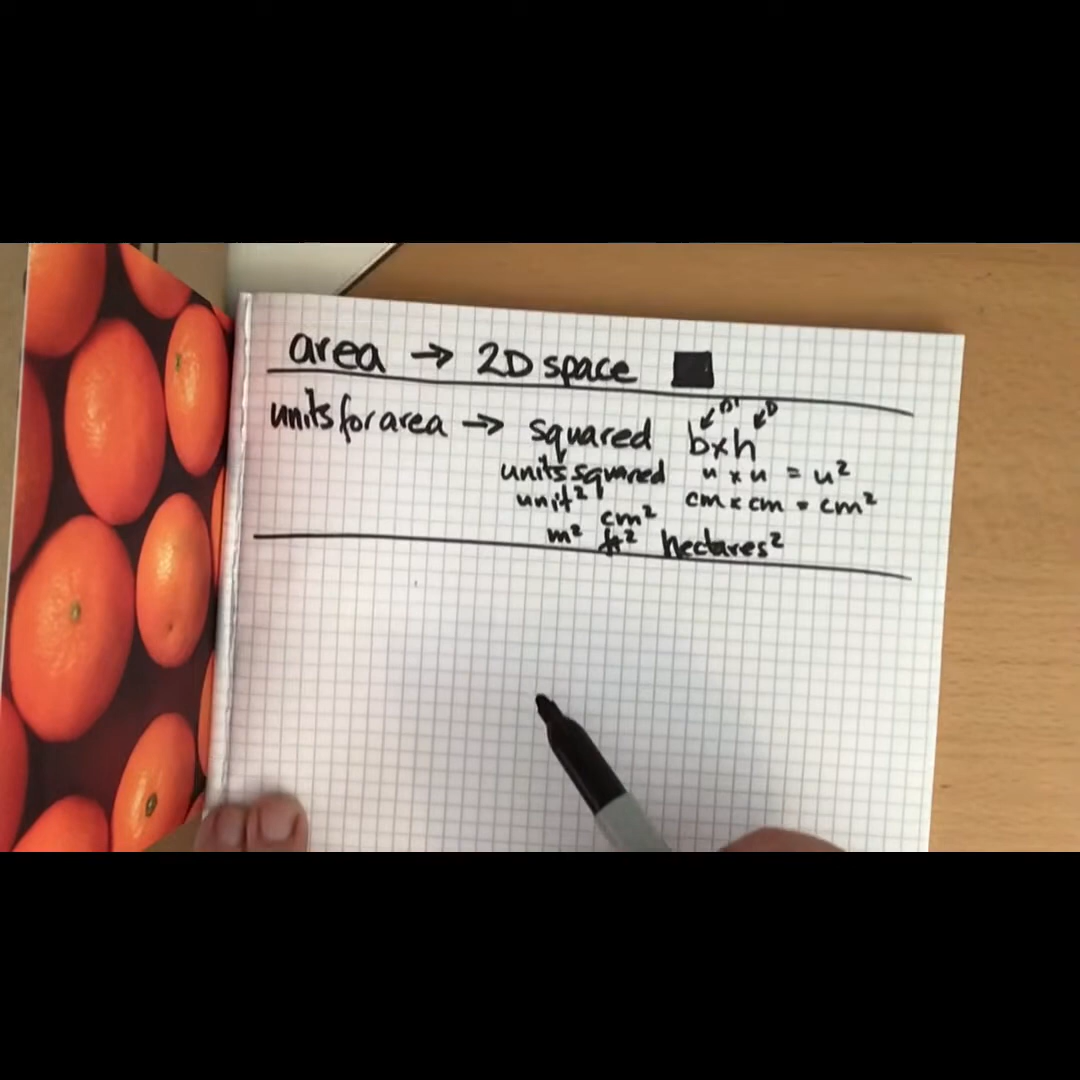 area → 2D space
units for area → squared b×h
units squared u × u = u²
unit² cm × cm = cm²
cm²
m² ft² hectares²